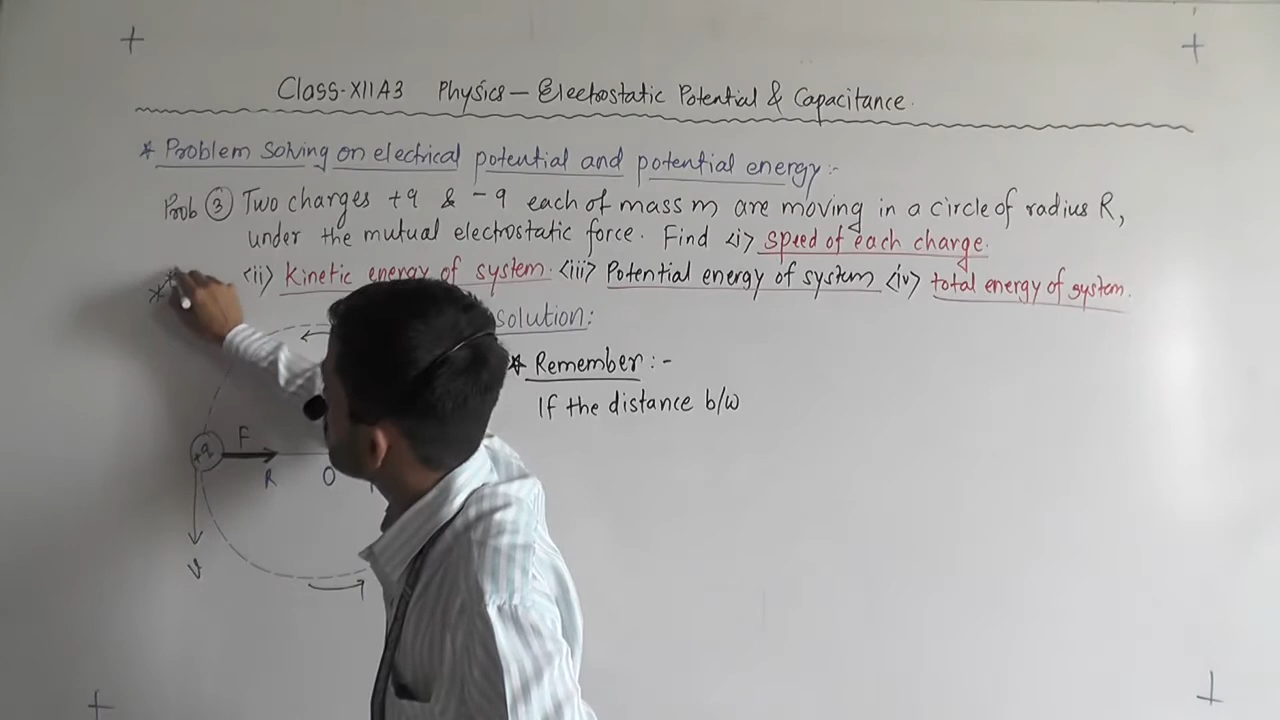 Class-XII A3 Physics — Electrostatic Potential & Capacitance.
* Problem solving on electrical potential and potential energy:-
Prob ③ Two charges +q & -q each of mass m are moving in a circle of radius R,
under the mutual electrostatic force. Find <i> speed of each charge.
<ii> Kinetic energy of system. <iii> Potential energy of system <iv> total energy of system.
solution:
* Remember :-
If the distance b/w
+q F
R O
v